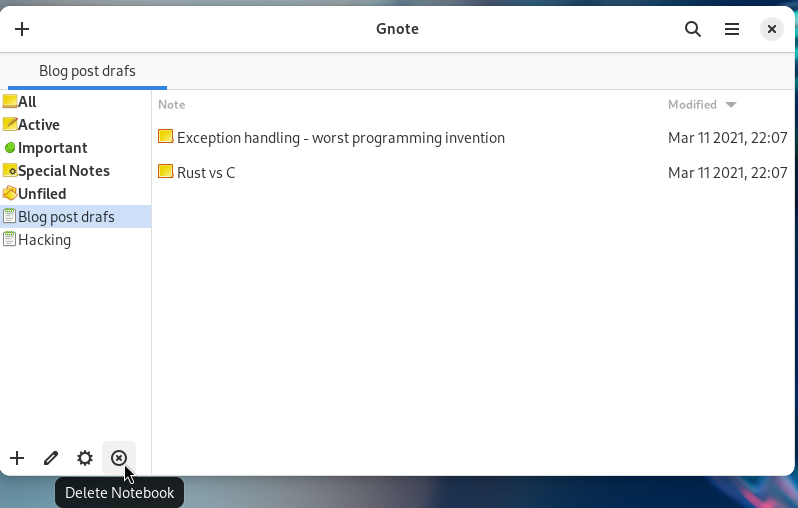 Gnote
Blog post drafs
All
Active
Important
Special Notes
Unfiled
Blog post drafs
Hacking
Note Modified
Exception handling - worst programming invention Mar 11 2021, 22:07
Rust vs C Mar 11 2021, 22:07
Delete Notebook